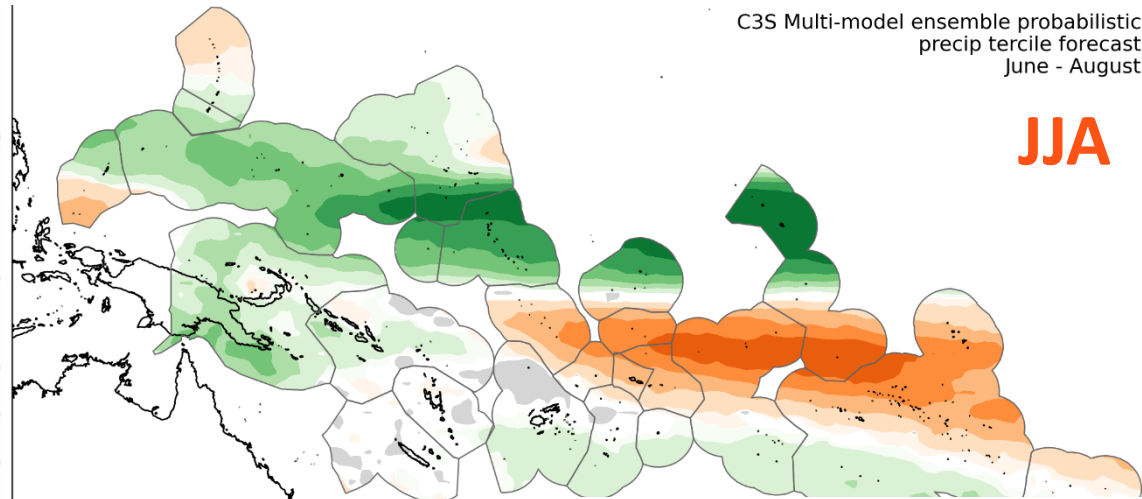 C3S Multi-model ensemble probabilistic
precip tercile forecast
June - August
JJA